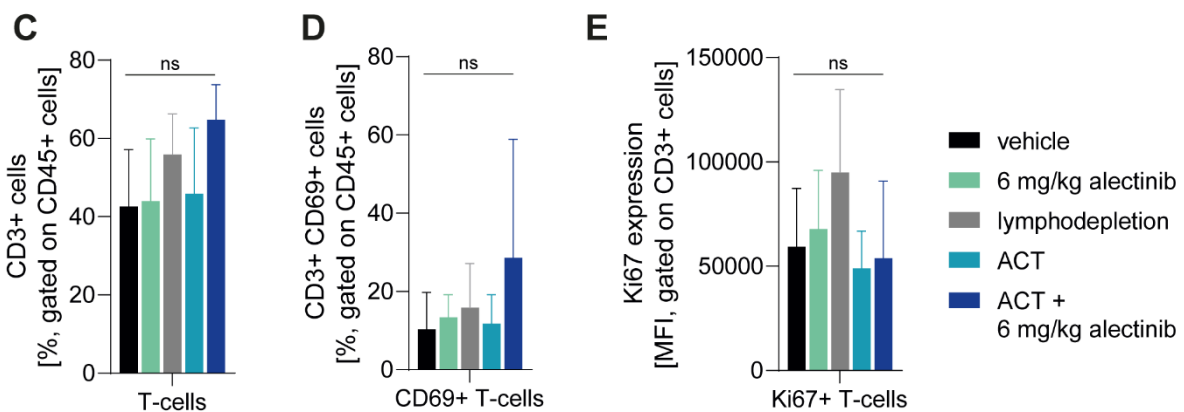 C
CD3+ cells
[%, gated on CD45+ cells]
80
60
40
20
0
ns
T-cells
D
CD3+ CD69+ cells
[%, gated on CD45+ cells]
80
60
40
20
0
ns
CD69+ T-cells
E
Ki67 expression
[MFI, gated on CD3+ cells]
150000
100000
50000
0
ns
Ki67+ T-cells
vehicle
6 mg/kg alectinib
lymphodepletion
ACT
ACT +
6 mg/kg alectinib